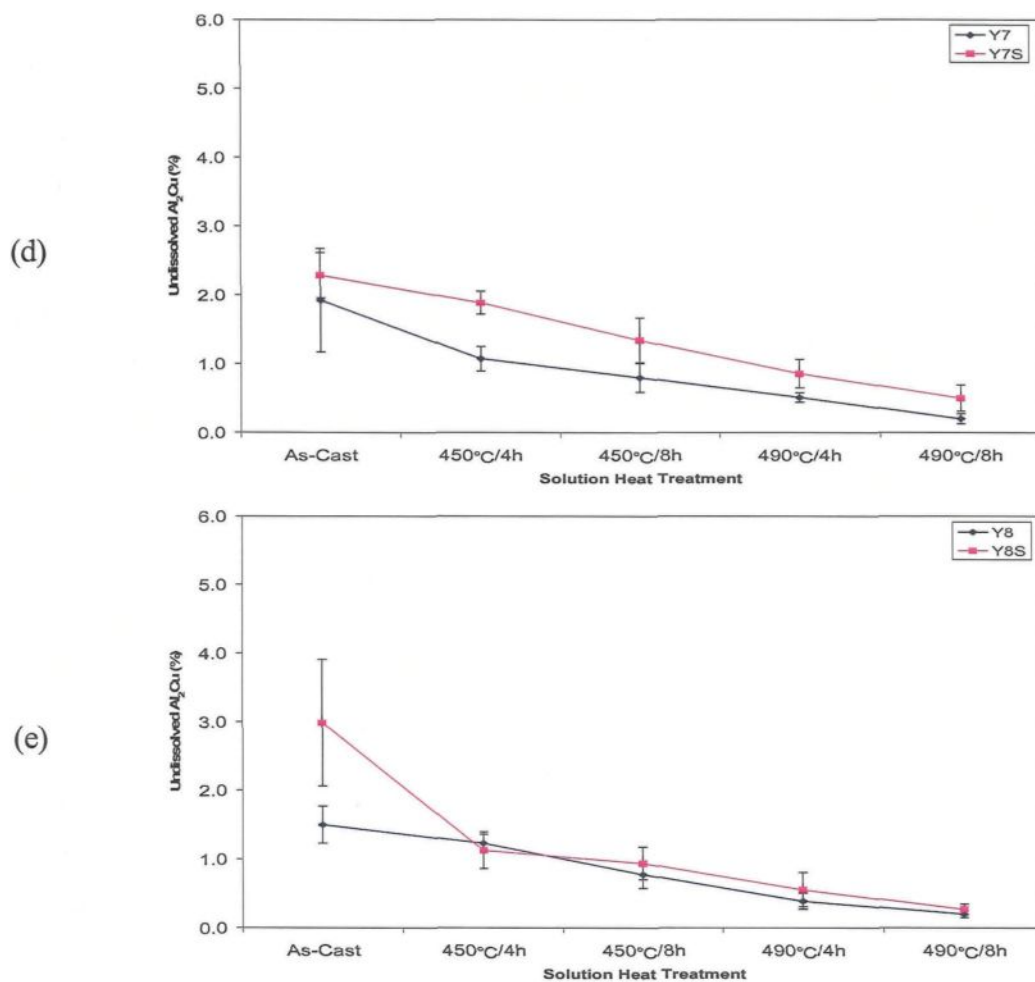 (d)
Undissolved Al2Cu (%)
6.0
5.0
4.0
3.0
2.0
1.0
0.0
Y7
Y7S
As-Cast 450°C/4h 450°C/8h 490°C/4h 490°C/8h
Solution Heat Treatment
(e)
Undissolved Al2Cu (%)
6.0
5.0
4.0
3.0
2.0
1.0
0.0
Y8
Y8S
As-Cast 450°C/4h 450°C/8h 490°C/4h 490°C/8h
Solution Heat Treatment